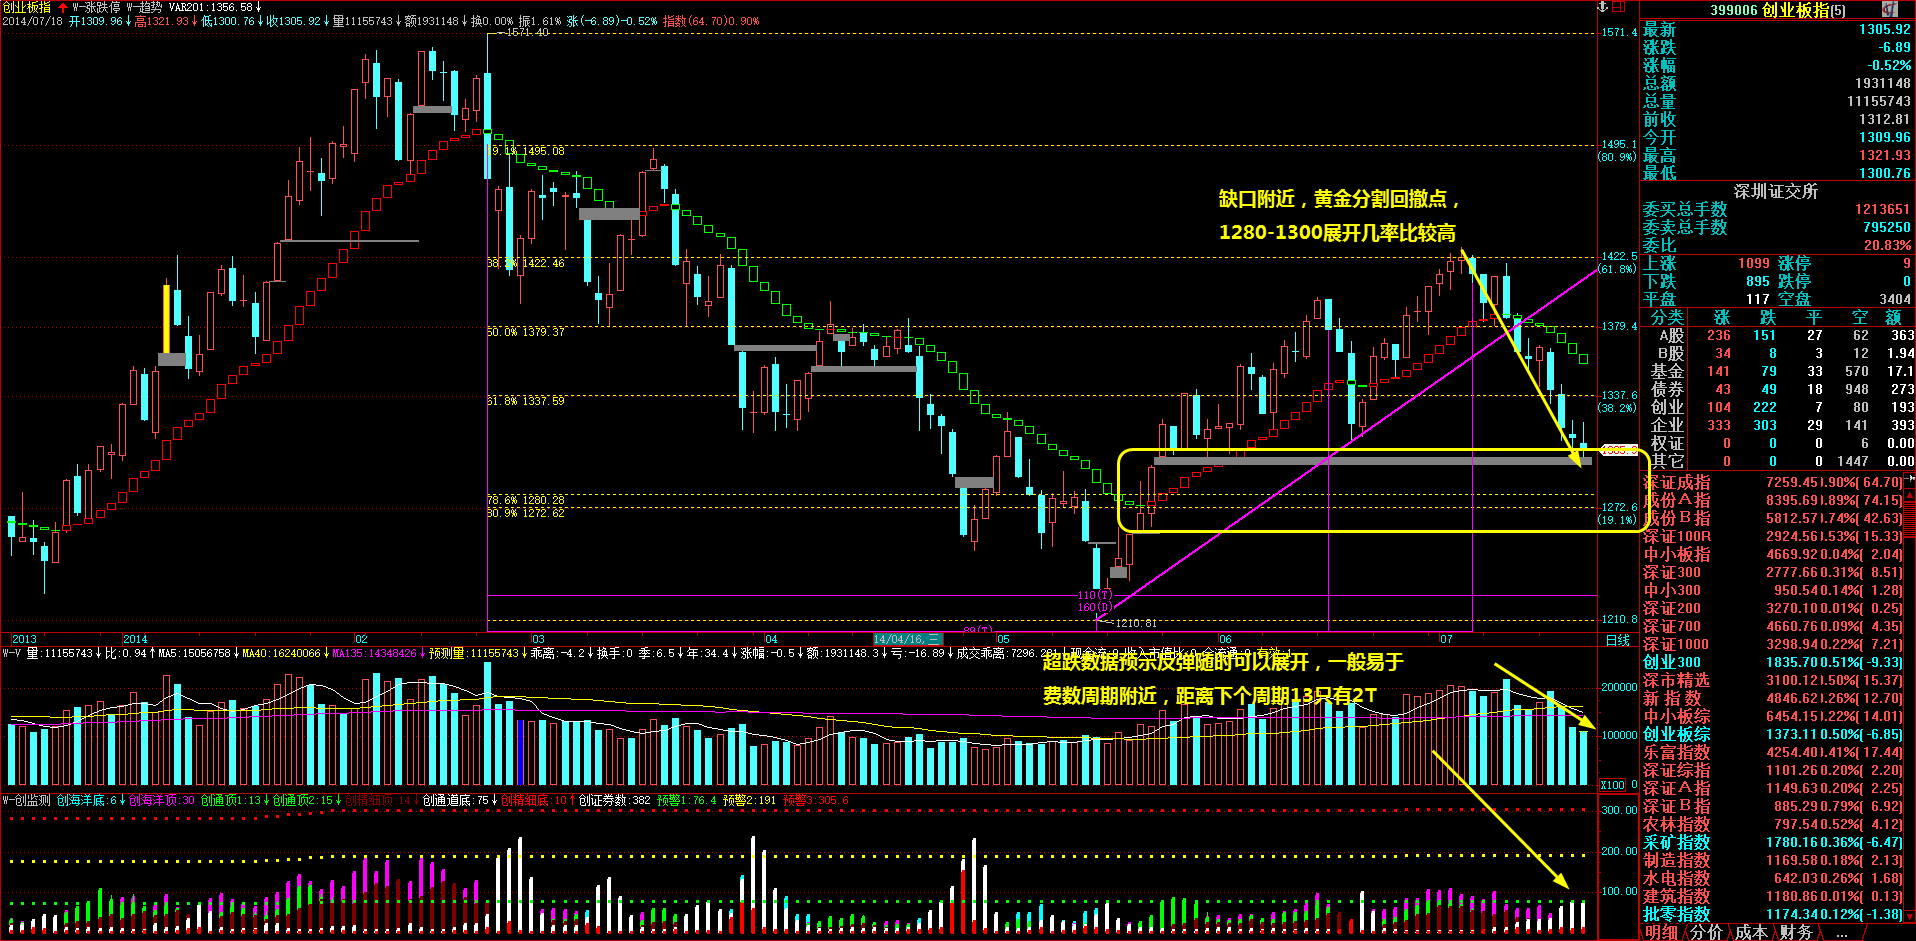 创业板指 ↑ W-涨跌停 W-趋势 VAR201:1356.58↓
2014/07/18 开1309.96↓高1321.93↓低1300.76↓收1305.92↓量11155743↓额1931148↓换0.00% 振1.61% 涨(-6.89)-0.52% 指数(64.70)0.90%
1571.40
19.1% 1495.08
38.2% 1422.46
50.0% 1379.37
61.8% 1337.59
78.6% 1280.28
80.9% 1272.62
缺口附近，黄金分割回撤点，
1280-1300展开几率比较高
110(T)
160(D)
1210.81
1571.4
1495.1
(80.9%)
1422.5
(61.8%)
1379.4
1337.6
(38.2%)
1272.6
(19.1%)
1210.8
2013 2014 02 03 04 14/04/16,二 05 06 07 日线
W-V 量:11155743↓比:0.94↑MA5:15056758↓MA40:16240066↓MA135:14348426↓预测量:11155743↓乖离:-4.2↓换手:0 季:6.5↓年:34.4↓涨幅:-0.5↓额:1931148.3↓亏:-16.89↓成交乖离:7296.281
超跌数据预示反弹随时可以展开，一般易于
费数周期附近，距离下个周期13只有2T
200000
100000
X100 0
W-创监测 创海洋底:6↓创海洋顶:30 创通顶1:13↓创通顶2:15↓创精细顶:14↓创通道底:75↓创精细底:10↑创证券数:382 预警1:76.4 预警2:191 预警3:305.6
300.00
200.00
100.00
399006 创业板指(5)
最新 1305.92
涨跌 -6.89
涨幅 -0.52%
总额 1931148
总量 11155743
前收 1312.81
今开 1309.96
最高 1321.93
最低 1300.76
深圳证交所
委买总手数 1213651
委卖总手数 795250
委比 20.83%
上涨 1099 涨停 9
下跌 895 跌停 0
平盘 117 空盘 3404
分类 涨 跌 平 空 额
A股 236 151 27 62 363
B股 34 8 3 12 1.94
基金 141 79 33 570 17.1
债券 43 49 18 948 273
创业 104 222 7 80 193
企业 333 303 29 141 393
权证 0 0 0 6 0.00
其它 0 0 0 1447 0.00
深证成指 7259.45 0.90%[ 64.70]
成份A指 8395.69 0.89%[ 74.15]
成份B指 5812.57 0.74%[ 42.63]
深证100R 2924.56 0.53%[ 15.33]
中小板指 4669.92 0.04%[ 2.04]
深证300 2777.66 0.31%[ 8.51]
中小300 950.54 0.14%[ 1.28]
深证200 3270.10 0.01%[ 0.25]
深证700 4660.76 0.09%[ 4.35]
深证1000 3298.94 0.22%[ 7.21]
创业300 1835.70 0.51%[ -9.33]
深市精选 3100.12 0.50%[ 15.37]
新 指 数 4846.62 0.26%[ 12.70]
中小板综 6454.15 0.22%[ 14.01]
创业板综 1373.11 0.50%[ -6.85]
乐富指数 4254.40 0.41%[ 17.44]
深证综指 1101.26 0.20%[ 2.20]
深证A指 1149.63 0.20%[ 2.25]
深证B指 885.29 0.79%[ 6.92]
农林指数 797.54 0.52%[ 4.12]
采矿指数 1780.16 0.36%[ -6.47]
制造指数 1169.58 0.18%[ 2.13]
水电指数 642.03 0.26%[ 1.68]
建筑指数 1180.86 0.01%[ 0.13]
批零指数 1174.34 0.12%[ -1.38]
明细 分价 成本 财务 ...